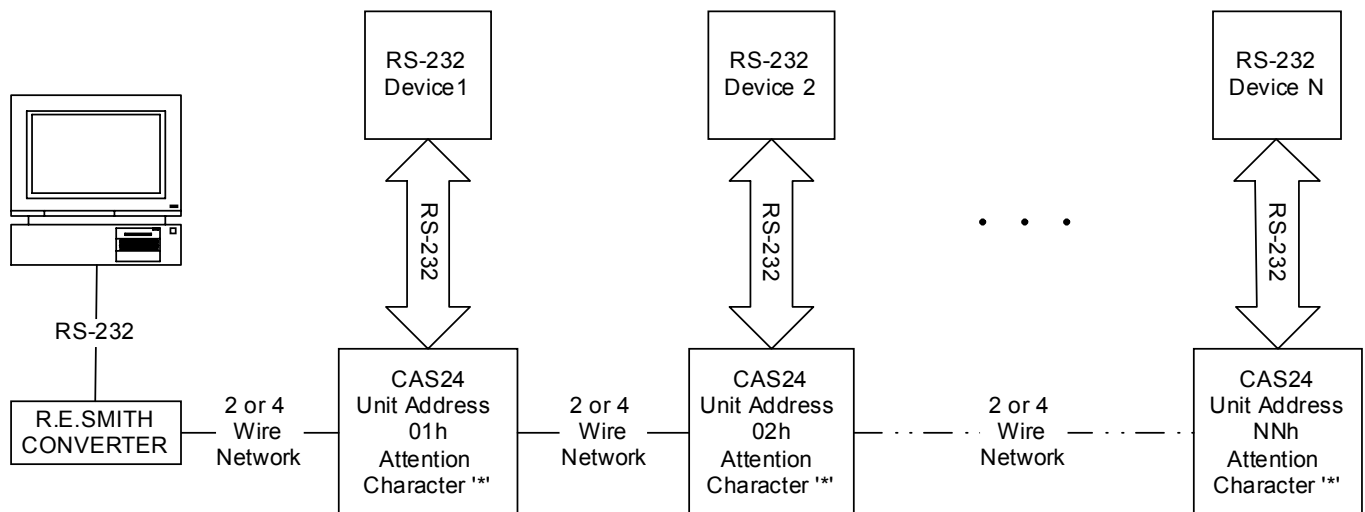 RS-232
Device1
RS-232
Device 2
RS-232
Device N
RS-232
RS-232
RS-232
RS-232
R.E.SMITH
CONVERTER
2 or 4
Wire
Network
CAS24
Unit Address
01h
Attention
Character '*'
2 or 4
Wire
Network
CAS24
Unit Address
02h
Attention
Character '*'
2 or 4
Wire
Network
CAS24
Unit Address
NNh
Attention
Character '*'